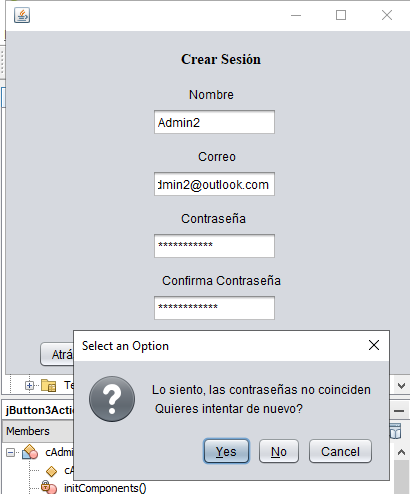 Crear Sesión
Nombre
Admin2
Correo
dmin2@outlook.com
Contraseña
***********
Confirma Contraseña
************
Atrá
Select an Option
Lo siento, las contraseñas no coinciden
Quieres intentar de nuevo?
Yes
No
Cancel
Te
jButton3Acti
Members
cAdmi
cA
initComponents()